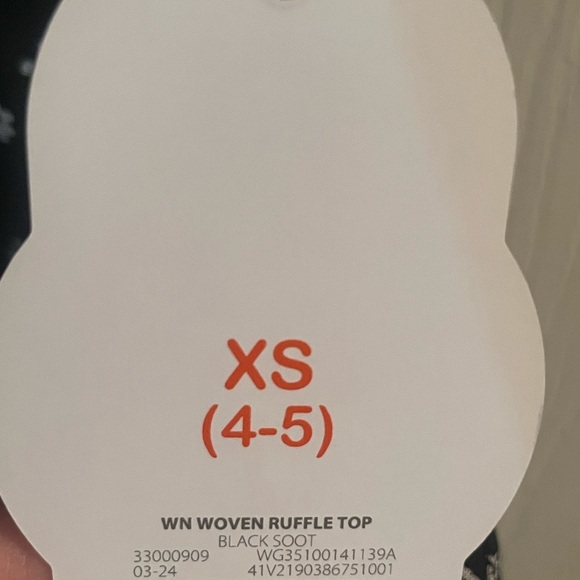 XS
(4-5)
WN WOVEN RUFFLE TOP
BLACK SOOT
33000909 WG35100141139A
03-24 41V2190386751001